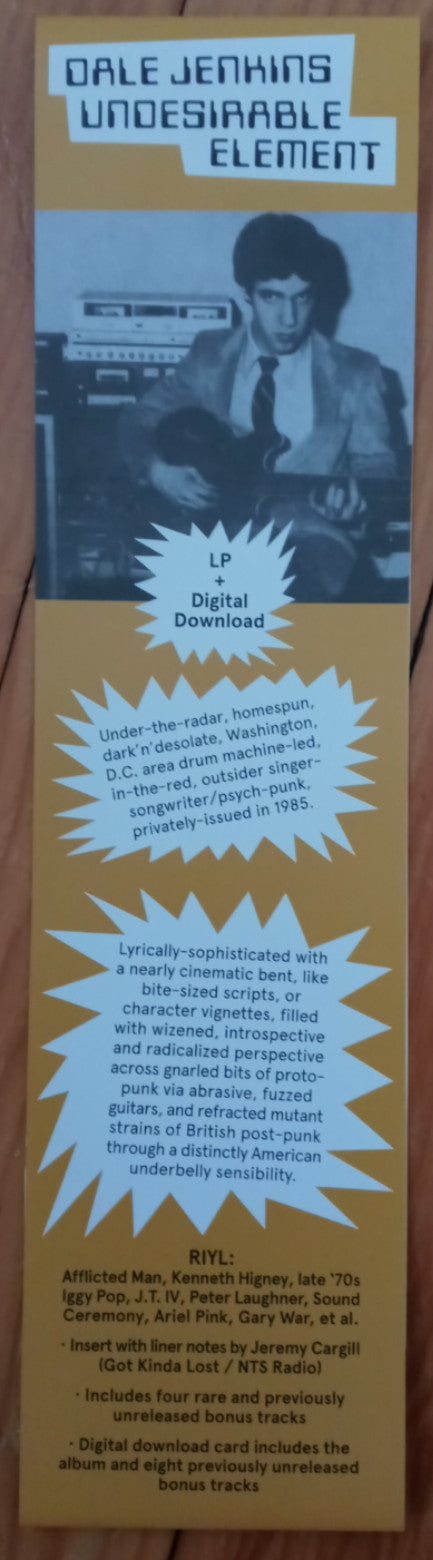 DALE JENKINS
UNDESIRABLE
ELEMENT
LP
+
Digital
Download
Under-the-radar, homespun,
dark'n'desolate, Washington,
D.C. area drum machine-led,
in-the-red, outsider singer-
songwriter/psych-punk,
privately-issued in 1985.
Lyrically-sophisticated with
a nearly cinematic bent, like
bite-sized scripts, or
character vignettes, filled
with wizened, introspective
and radicalized perspective
across gnarled bits of proto-
punk via abrasive, fuzzed
guitars, and refracted mutant
strains of British post-punk
through a distinctly American
underbelly sensibility.
RIYL:
Afflicted Man, Kenneth Higney, late '70s
Iggy Pop, J.T. IV, Peter Laughner, Sound
Ceremony, Ariel Pink, Gary War, et al.
· Insert with liner notes by Jeremy Cargill
(Got Kinda Lost / NTS Radio)
· Includes four rare and previously
unreleased bonus tracks
· Digital download card includes the
album and eight previously unreleased
bonus tracks